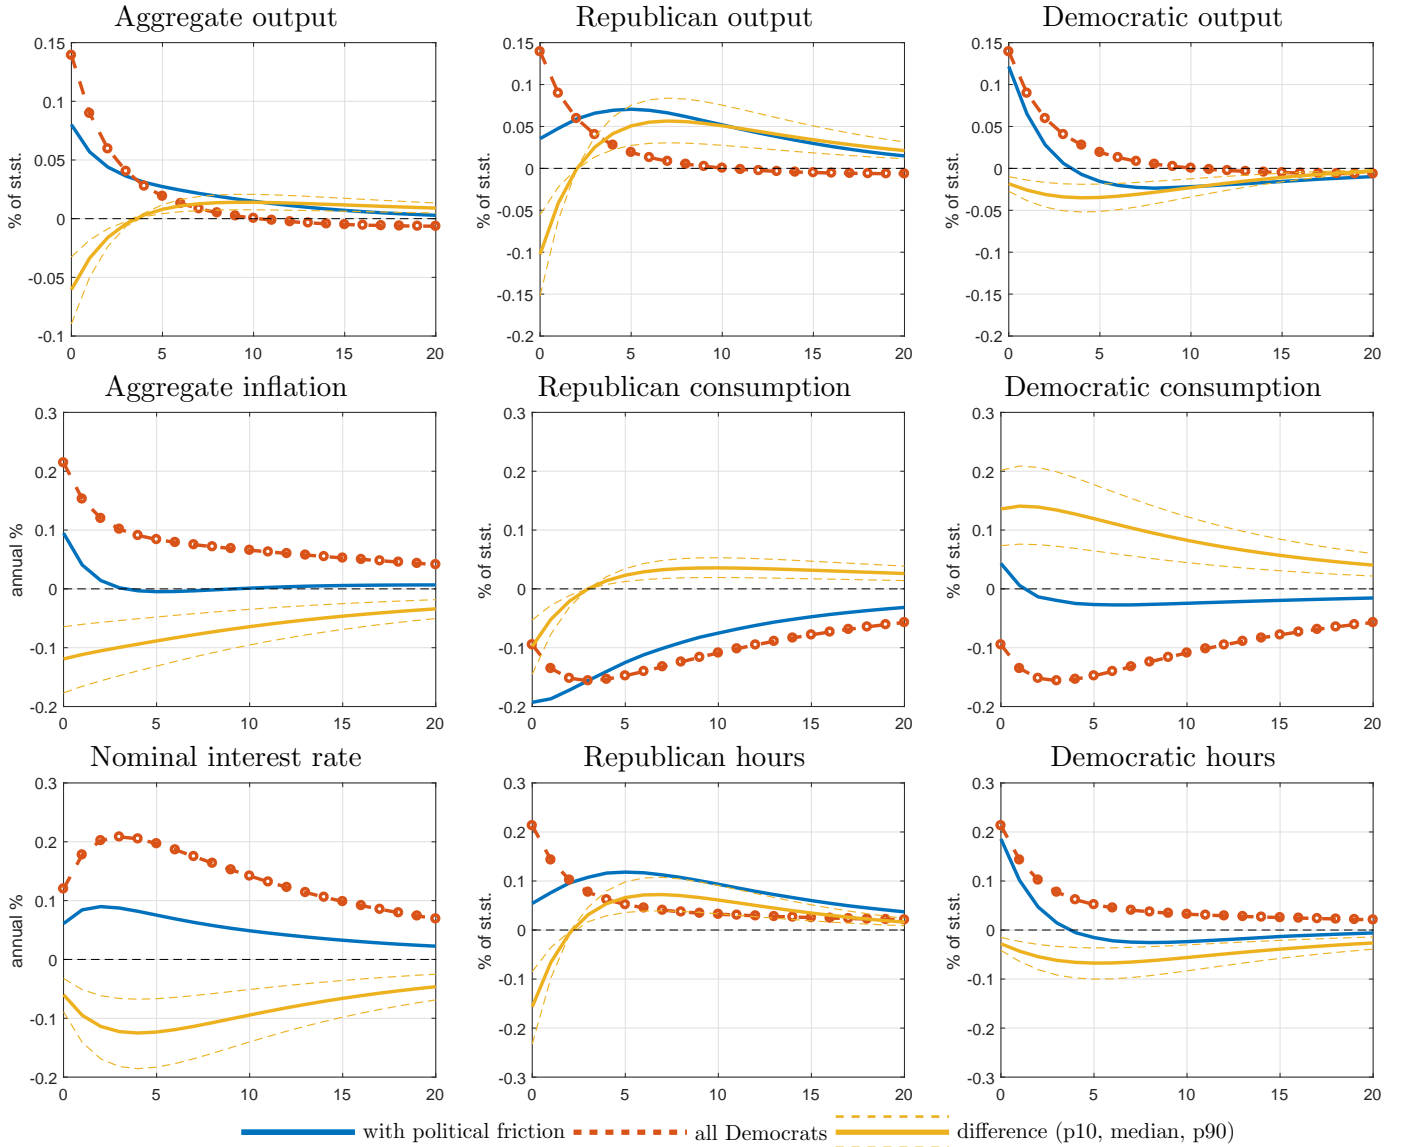 Aggregate output
Republican output
Democratic output
% of st.st.
0.15
0.1
0.05
0
-0.05
-0.1
0 5 10 15 20
% of st.st.
0.15
0.1
0.05
0
-0.05
-0.1
-0.15
-0.2
0 5 10 15 20
% of st.st.
0.15
0.1
0.05
0
-0.05
-0.1
-0.15
-0.2
0 5 10 15 20
Aggregate inflation
Republican consumption
Democratic consumption
annual %
0.3
0.2
0.1
0
-0.1
-0.2
0 5 10 15 20
% of st.st.
0.3
0.2
0.1
0
-0.1
-0.2
0 5 10 15 20
% of st.st.
0.3
0.2
0.1
0
-0.1
-0.2
0 5 10 15 20
Nominal interest rate
Republican hours
Democratic hours
annual %
0.3
0.2
0.1
0
-0.1
-0.2
0 5 10 15 20
% of st.st.
0.3
0.2
0.1
0
-0.1
-0.2
-0.3
0 5 10 15 20
% of st.st.
0.3
0.2
0.1
0
-0.1
-0.2
-0.3
0 5 10 15 20
with political friction all Democrats difference (p10, median, p90)